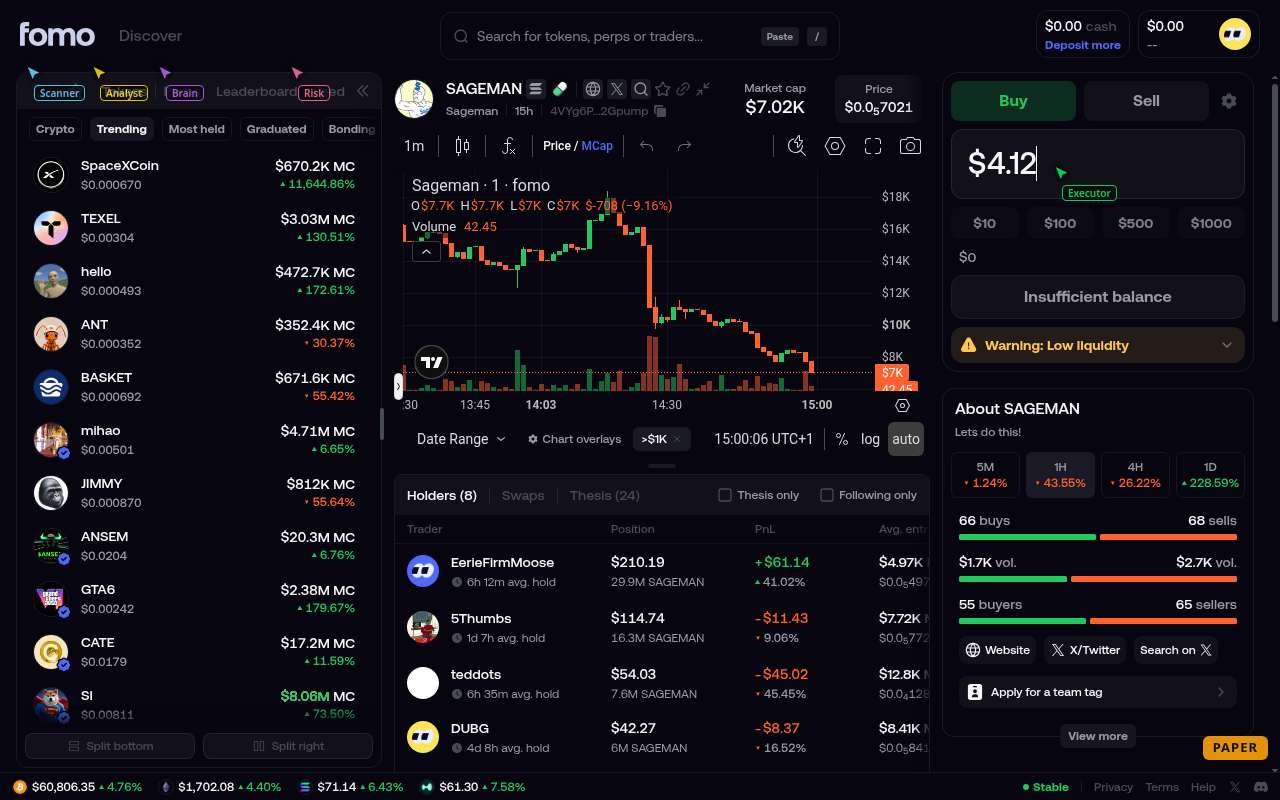 fomo
Discover
Search for tokens, perps or traders...
Paste
/
$0.00 cash
Deposit more
$0.00
--
Scanner
Analyst
Brain
Leaderboard
Risk
Crypto
Trending
Most held
Graduated
Bonding
SpaceXCoin $670.2K MC
$0.000670 11,644.86%
TEXEL $3.03M MC
$0.00304 130.51%
hello $472.7K MC
$0.000493 172.61%
ANT $352.4K MC
$0.000352 30.37%
BASKET $671.6K MC
$0.000692 55.42%
mihao $4.71M MC
$0.00501 6.65%
JIMMY $812K MC
$0.000870 55.64%
ANSEM $20.3M MC
$0.0204 6.76%
GTA6 $2.38M MC
$0.00242 179.67%
CATE $17.2M MC
$0.0179 11.59%
SI $8.06M MC
$0.00811 73.50%
Split bottom
Split right
SAGEMAN
Sageman 15h 4VYg6P...2Gpump
Market cap
$7.02K
Price
$0.0₅7021
1m
Price / MCap
Sageman · 1 · fomo
O$7.7K H$7.7K L$7K C$7K $-708 (−9.16%)
Volume 42.45
$18K
$16K
$14K
$12K
$10K
$8K
$7K
42.45
:30 13:45 14:03 14:30 15:00
Date Range
Chart overlays
>$1K ×
15:00:06 UTC+1
% log auto
Holders (8)
Swaps
Thesis (24)
Thesis only
Following only
Trader Position PnL Avg. entr
EerieFirmMoose $210.19 +$61.14 $4.97K
6h 12m avg. hold 29.9M SAGEMAN 41.02% $0.0₅497
5Thumbs $114.74 -$11.43 $7.72K
1d 7h avg. hold 16.3M SAGEMAN 9.06% $0.0₅772
teddots $54.03 -$45.02 $12.8K
6h 35m avg. hold 7.6M SAGEMAN 45.45% $0.0₄128
DUBG $42.27 -$8.37 $8.41K
4d 8h avg. hold 6M SAGEMAN 16.52% $0.0₅841
Buy
Sell
$4.12
Executor
$10 $100 $500 $1000
$0
Insufficient balance
Warning: Low liquidity
About SAGEMAN
Lets do this!
5M 1H 4H 1D
1.24% 43.55% 26.22% 228.59%
66 buys 68 sells
$1.7K vol. $2.7K vol.
55 buyers 65 sellers
Website
X/Twitter
Search on X
Apply for a team tag
View more
PAPER
$60,806.35 4.76% $1,702.08 4.40% $71.14 6.43% $61.30 7.58%
Stable
Privacy Terms Help